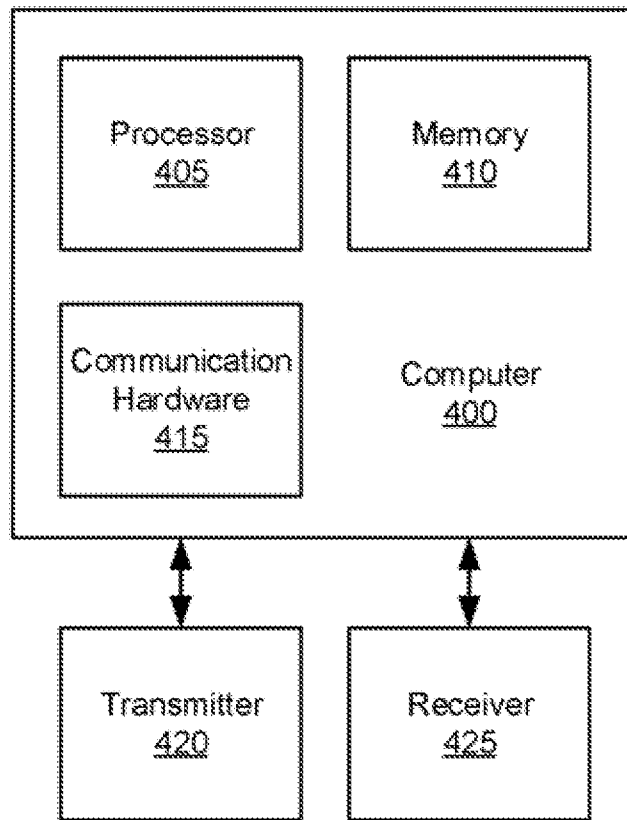 Processor
405
Memory
410
Communication
Hardware
415
Computer
400
Transmitter
420
Receiver
425